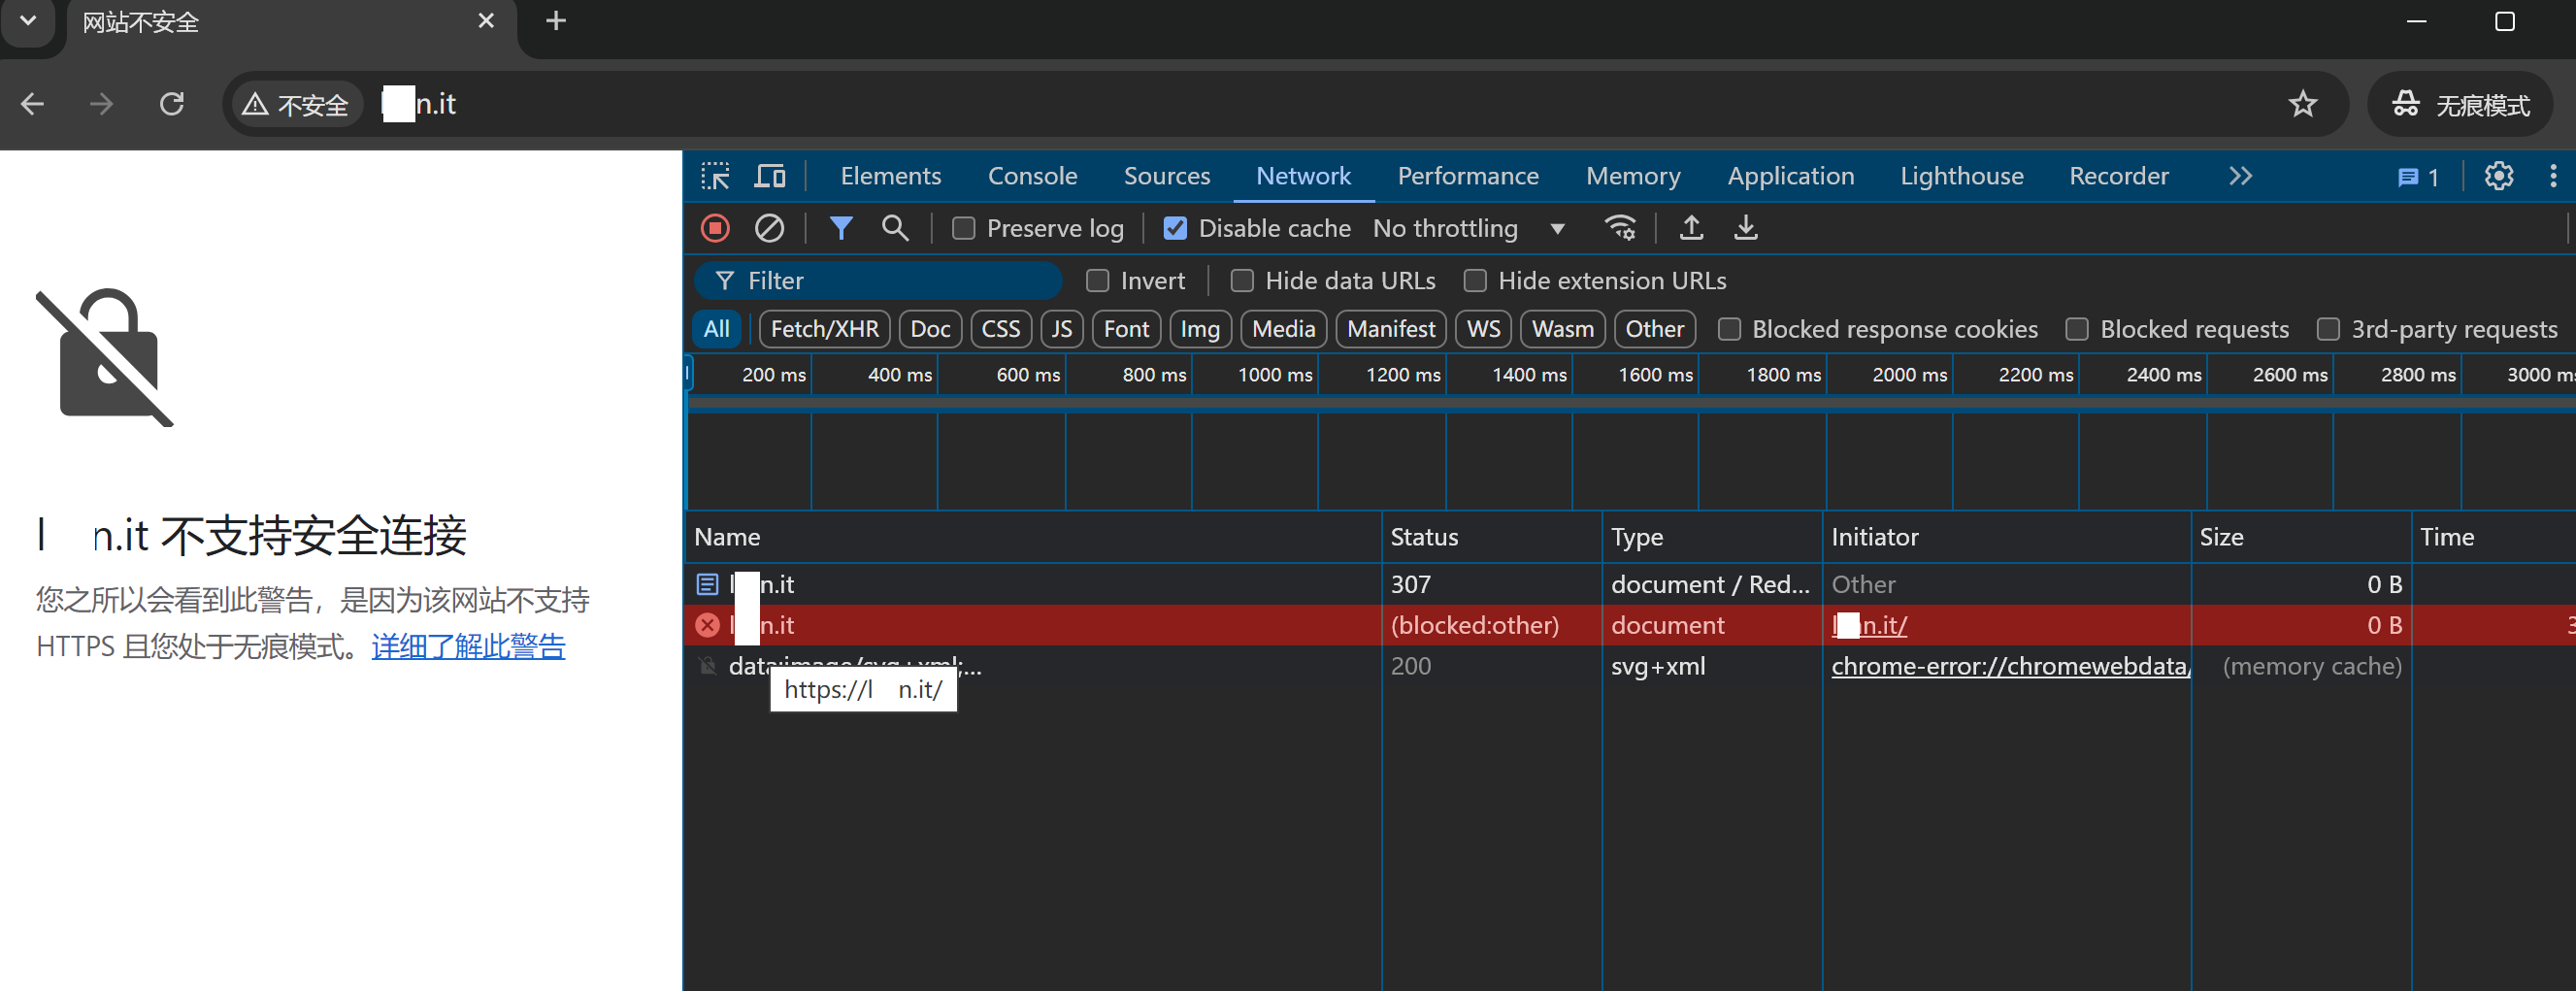 网站不安全
不安全 n.it
无痕模式
Elements Console Sources Network Performance Memory Application Lighthouse Recorder 1
Preserve log Disable cache No throttling
Filter Invert Hide data URLs Hide extension URLs
All Fetch/XHR Doc CSS JS Font Img Media Manifest WS Wasm Other Blocked response cookies Blocked requests 3rd-party requests
200 ms 400 ms 600 ms 800 ms 1000 ms 1200 ms 1400 ms 1600 ms 1800 ms 2000 ms 2200 ms 2400 ms 2600 ms 2800 ms 3000 ms
Name Status Type Initiator Size Time
l n.it 307 document / Red... Other 0 B
l n.it (blocked:other) document l n.it/ 0 B 3
data:image/svg+xml;... 200 svg+xml chrome-error://chromewebdata/ (memory cache)
https://l n.it/
l n.it 不支持安全连接
您之所以会看到此警告，是因为该网站不支持
HTTPS 且您处于无痕模式。详细了解此警告